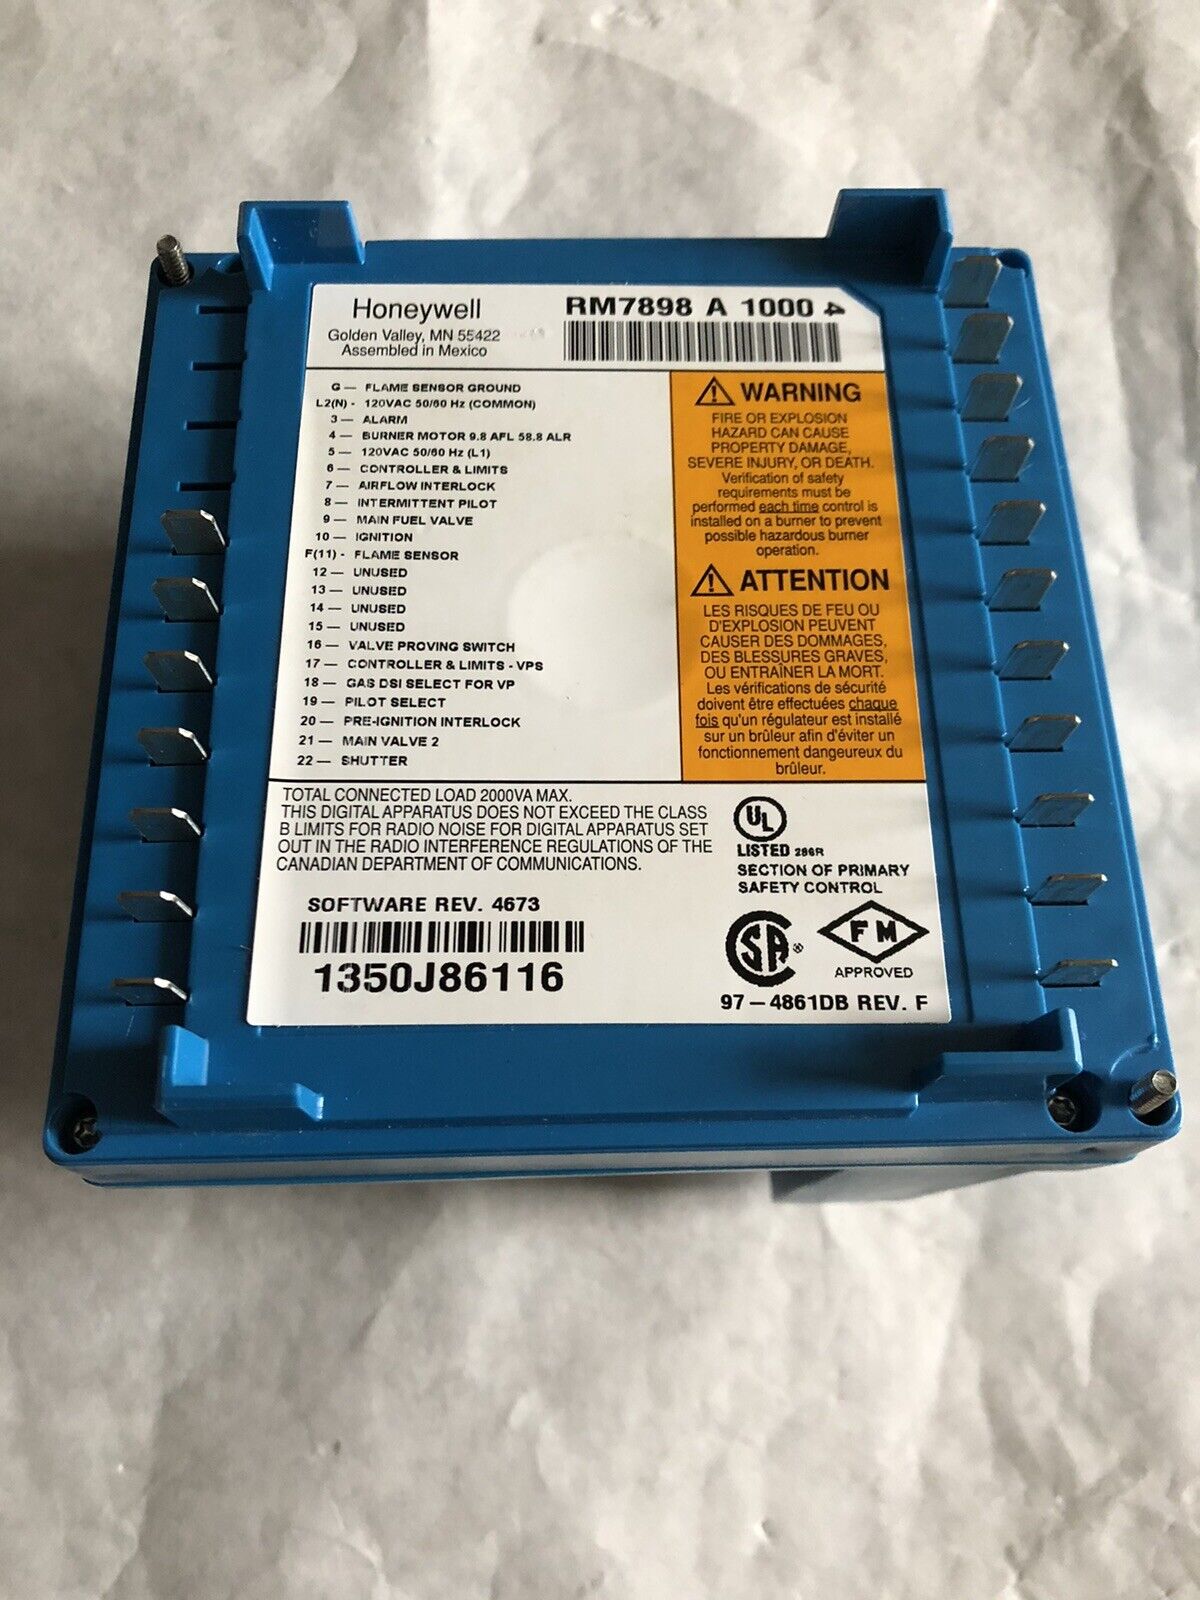 Honeywell
Golden Valley, MN 55422
Assembled in Mexico
RM7898 A 1000 4
G — FLAME SENSOR GROUND
L2(N) - 120VAC 50/60 Hz (COMMON)
3 — ALARM
4 — BURNER MOTOR 9.8 AFL 58.8 ALR
5 — 120VAC 50/60 Hz (L1)
6 — CONTROLLER & LIMITS
7 — AIRFLOW INTERLOCK
8 — INTERMITTENT PILOT
9 — MAIN FUEL VALVE
10 — IGNITION
F(11) - FLAME SENSOR
12 — UNUSED
13 — UNUSED
14 — UNUSED
15 — UNUSED
16 — VALVE PROVING SWITCH
17 — CONTROLLER & LIMITS - VPS
18 — GAS DSI SELECT FOR VP
19 — PILOT SELECT
20 — PRE-IGNITION INTERLOCK
21 — MAIN VALVE 2
22 — SHUTTER
WARNING
FIRE OR EXPLOSION
HAZARD CAN CAUSE
PROPERTY DAMAGE,
SEVERE INJURY, OR DEATH.
Verification of safety
requirements must be
performed each time control is
installed on a burner to prevent
possible hazardous burner
operation.
ATTENTION
LES RISQUES DE FEU OU
D'EXPLOSION PEUVENT
CAUSER DES DOMMAGES,
DES BLESSURES GRAVES,
OU ENTRAÎNER LA MORT.
Les vérifications de sécurité
doivent être effectuées chaque
fois qu'un régulateur est installé
sur un brûleur afin d'éviter un
fonctionnement dangeureux du
brûleur.
TOTAL CONNECTED LOAD 2000VA MAX.
THIS DIGITAL APPARATUS DOES NOT EXCEED THE CLASS
B LIMITS FOR RADIO NOISE FOR DIGITAL APPARATUS SET
OUT IN THE RADIO INTERFERENCE REGULATIONS OF THE
CANADIAN DEPARTMENT OF COMMUNICATIONS.
SOFTWARE REV. 4673
1350J86116
UL
LISTED 286R
SECTION OF PRIMARY
SAFETY CONTROL
SA®
FM
APPROVED
97-4861DB REV. F